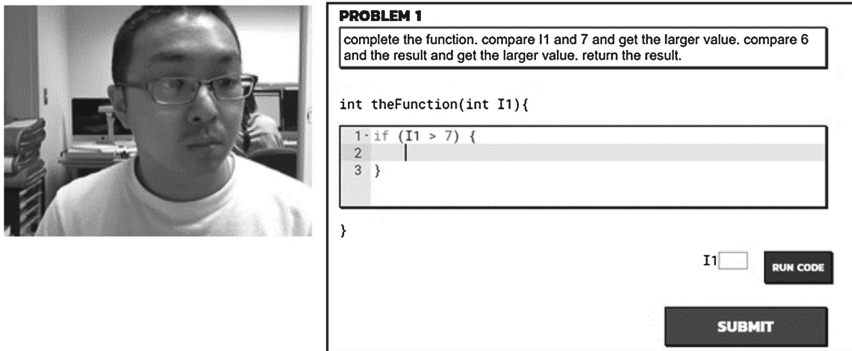 PROBLEM 1
complete the function. compare I1 and 7 and get the larger value. compare 6
and the result and get the larger value. return the result.
int theFunction(int I1){
1 if (I1 > 7) {
2
3 }
}
I1
RUN CODE
SUBMIT